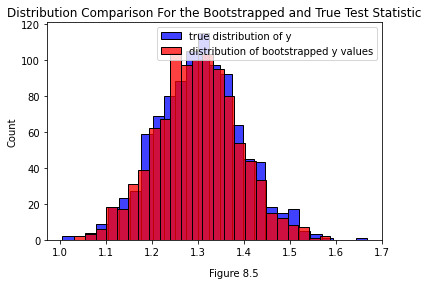 Distribution Comparison For the Bootstrapped and True Test Statistic
true distribution of y
distribution of bootstrapped y values
Count
120
100
80
60
40
20
0
1.0 1.1 1.2 1.3 1.4 1.5 1.6 1.7
Figure 8.5